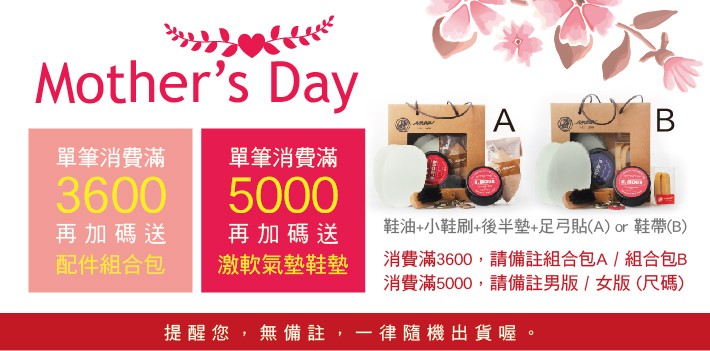 Mother's Day
單筆消費滿
3600
再加碼送
配件組合包
單筆消費滿
5000
再加碼送
激軟氣墊鞋墊
A
B
鞋油+小鞋刷+後半墊+足弓貼(A) or 鞋帶(B)
消費滿3600，請備註組合包A / 組合包B
消費滿5000，請備註男版 / 女版 (尺碼)
提醒您，無備註，一律隨機出貨喔。